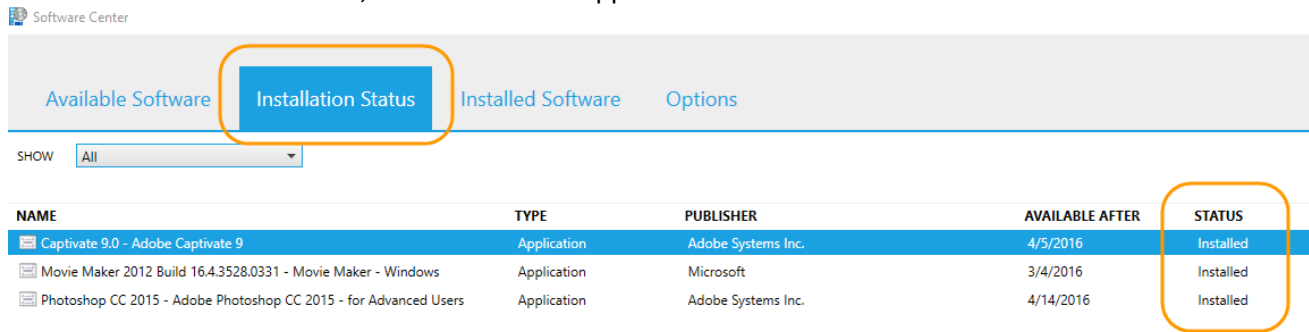 Software Center
Available Software Installation Status Installed Software Options
SHOW All
NAME TYPE PUBLISHER AVAILABLE AFTER STATUS
Captivate 9.0 - Adobe Captivate 9 Application Adobe Systems Inc. 4/5/2016 Installed
Movie Maker 2012 Build 16.4.3528.0331 - Movie Maker - Windows Application Microsoft 3/4/2016 Installed
Photoshop CC 2015 - Adobe Photoshop CC 2015 - for Advanced Users Application Adobe Systems Inc. 4/14/2016 Installed